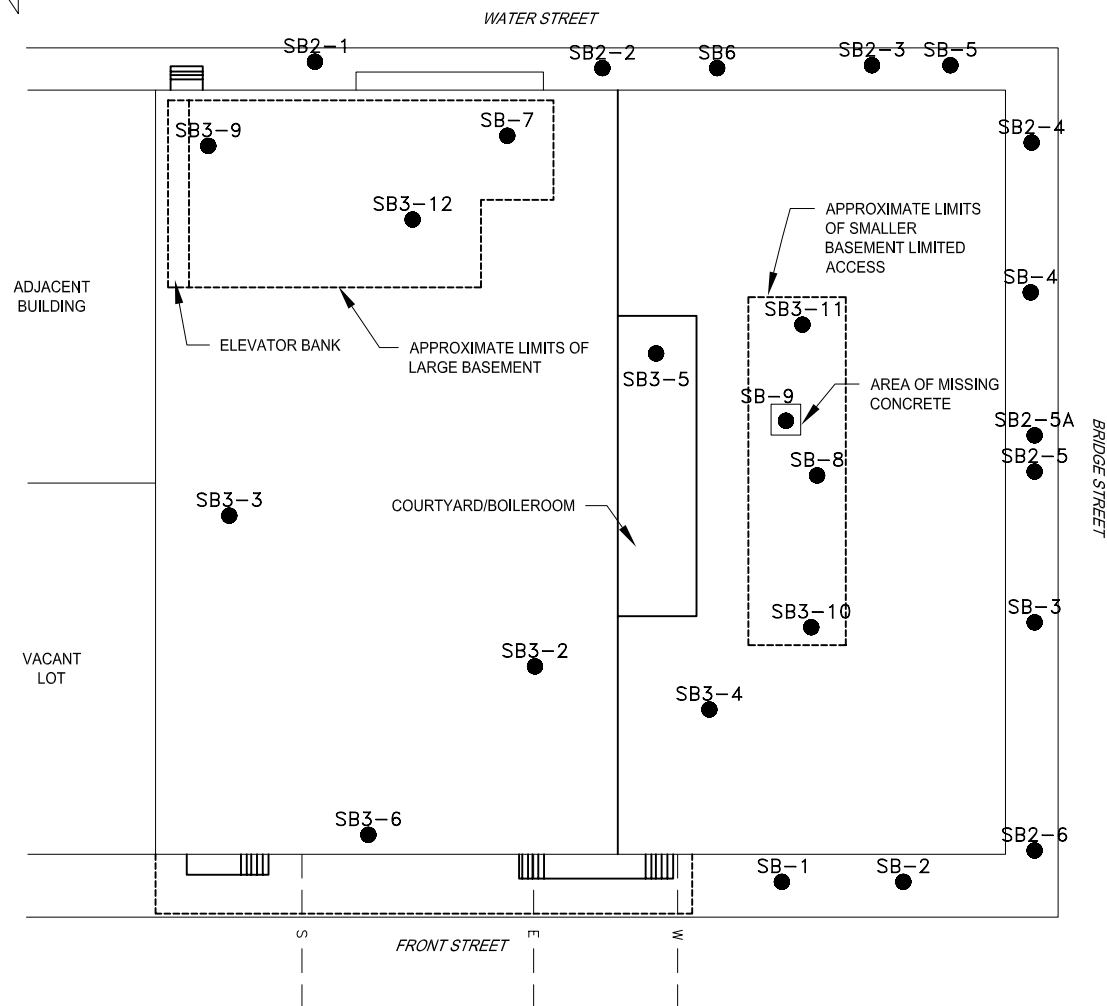 WATER STREET
SB2-1
SB2-2
SB6
SB2-3
SB-5
SB3-9
SB-7
SB2-4
SB3-12
APPROXIMATE LIMITS
OF SMALLER
BASEMENT LIMITED
ACCESS
SB-4
ADJACENT
BUILDING
SB3-11
ELEVATOR BANK
APPROXIMATE LIMITS OF
LARGE BASEMENT
SB3-5
SB-9
AREA OF MISSING
CONCRETE
SB2-5A
SB2-5
BRIDGE STREET
SB-8
SB3-3
COURTYARD/BOILEROOM
SB3-10
SB-3
VACANT
LOT
SB3-2
SB3-4
SB3-6
SB2-6
SB-1
SB-2
S
E
W
FRONT STREET